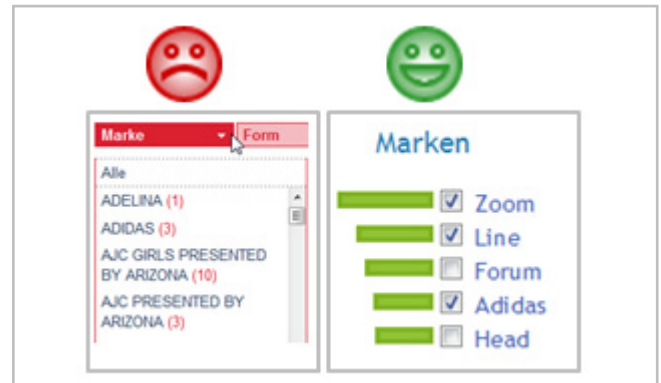 Marke Form
Alle
ADELINA (1)
ADIDAS (3)
AJC GIRLS PRESENTED
BY ARIZONA (10)
AJC PRESENTED BY
ARIZONA (3)
Marken
Zoom
Line
Forum
Adidas
Head